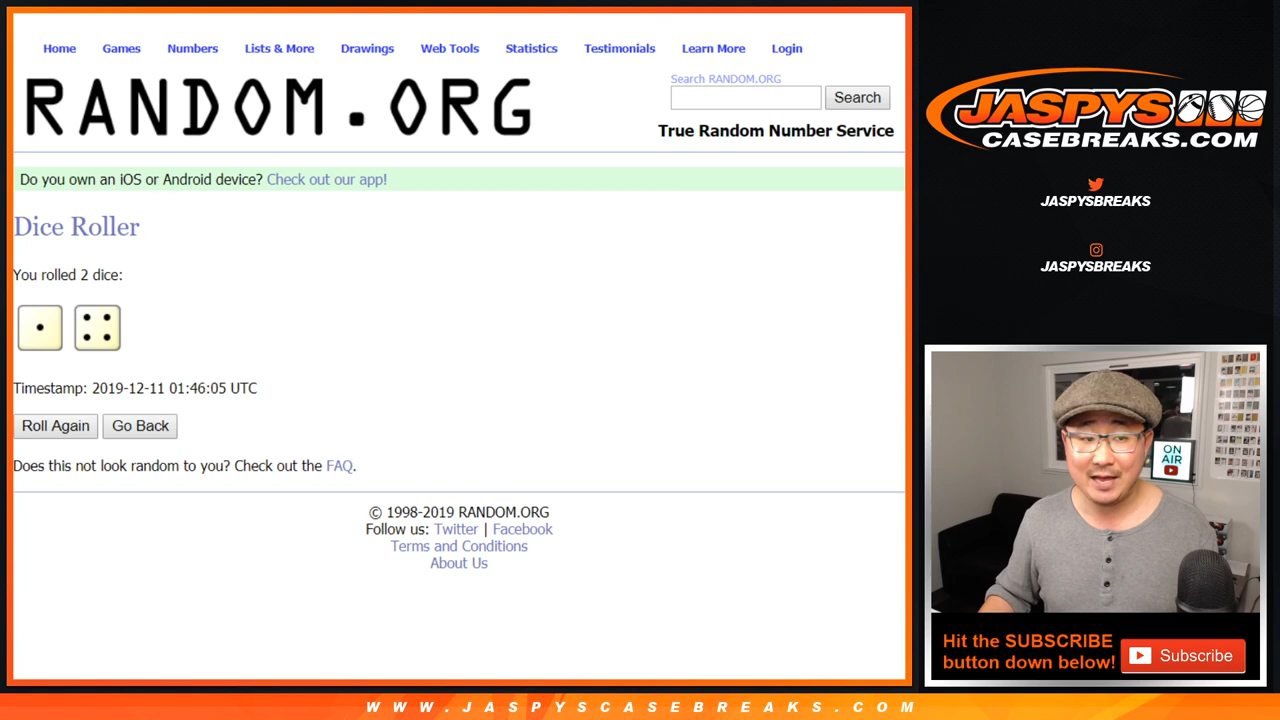 Home Games Numbers Lists & More Drawings Web Tools Statistics Testimonials Learn More Login
RANDOM.ORG
Search RANDOM.ORG
Search
True Random Number Service
Do you own an iOS or Android device? Check out our app!
Dice Roller
You rolled 2 dice:
Timestamp: 2019-12-11 01:46:05 UTC
Roll Again Go Back
Does this not look random to you? Check out the FAQ.
© 1998-2019 RANDOM.ORG
Follow us: Twitter | Facebook
Terms and Conditions
About Us
JASPYS
CASEBREAKS.COM
JASPYSBREAKS
JASPYSBREAKS
ON
AIR
Hit the SUBSCRIBE
button down below!
Subscribe
WWW.JASPYSCASEBREAKS.COM